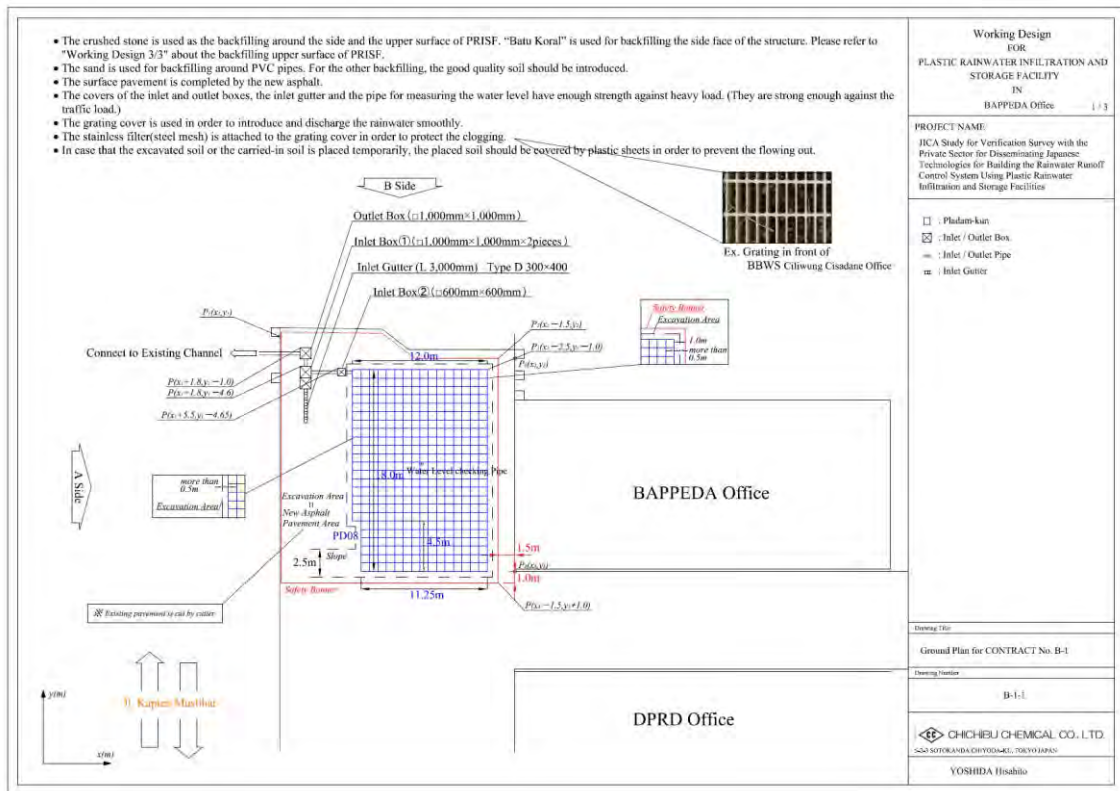 • The crushed stone is used as the backfilling around the side and the upper surface of PRISF. “Batu Koral” is used for backfilling the side face of the structure. Please refer to
"Working Design 3/3" about the backfilling upper surface of PRISF.
• The sand is used for backfilling around PVC pipes. For the other backfilling, the good quality soil should be introduced.
• The surface pavement is completed by the new asphalt.
• The covers of the inlet and outlet boxes, the inlet gutter and the pipe for measuring the water level have enough strength against heavy load. (They are strong enough against the
traffic load.)
• The grating cover is used in order to introduce and discharge the rainwater smoothly.
• The stainless filter(steel mesh) is attached to the grating cover in order to protect the clogging.
• In case that the excavated soil or the carried-in soil is placed temporarily, the placed soil should be covered by plastic sheets in order to prevent the flowing out.
B Side
Outlet Box(□1,000mm×1,000mm)
Inlet Box①(□1,000mm×1,000mm×2pieces)
Inlet Gutter (L 3,000mm) Type D 300×400
Inlet Box②(□600mm×600mm)
Ex. Grating in front of
BBWS Ciliwung Cisadane Office
Safety Banner
Excavation Area
1.0m
more than
0.5m
Connect to Existing Channel
12.0m
A Side
more than
0.5m
Excavation Area
Water Level checking Pipe
Excavation Area
New Asphalt
Pavement Area
PD08
Slope
2.5m
4.5m
1.5m
1.0m
Safety Banner
11.25m
※ Existing pavement is cut by cutter
BAPPEDA Office
DPRD Office
y(m)
x(m)
Working Design
FOR
PLASTIC RAINWATER INFILTRATION AND
STORAGE FACILITY
IN
BAPPEDA Office 1 / 3
PROJECT NAME
JICA Study for Verification Survey with the
Private Sector for Disseminating Japanese
Technologies for Building the Rainwater Runoff
Control System Using Plastic Rainwater
Infiltration and Storage Facilities
: Pladam-kun
: Inlet / Outlet Box
: Inlet / Outlet Pipe
: Inlet Gutter
Drawing Title
Ground Plan for CONTRACT No. B-1
Drawing Number
B-1-1
CHICHIBU CHEMICAL CO., LTD.
SOTOKANDA CHIYODA-KU, TOKYO JAPAN
YOSHIDA Hisahito